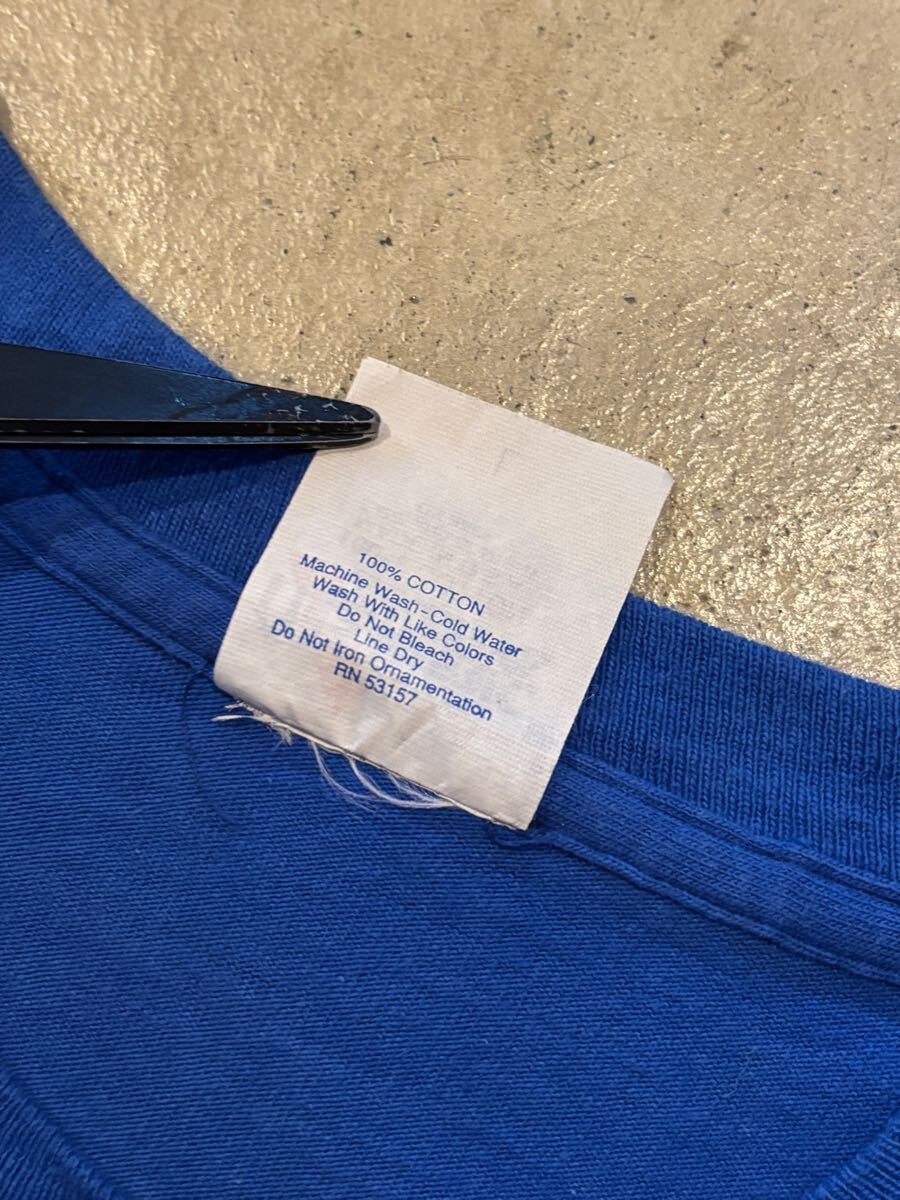 100% COTTON
Machine Wash-Cold Water
Wash With Like Colors
Do Not Bleach
Line Dry
Do Not Iron Ornamentation
RN 53157